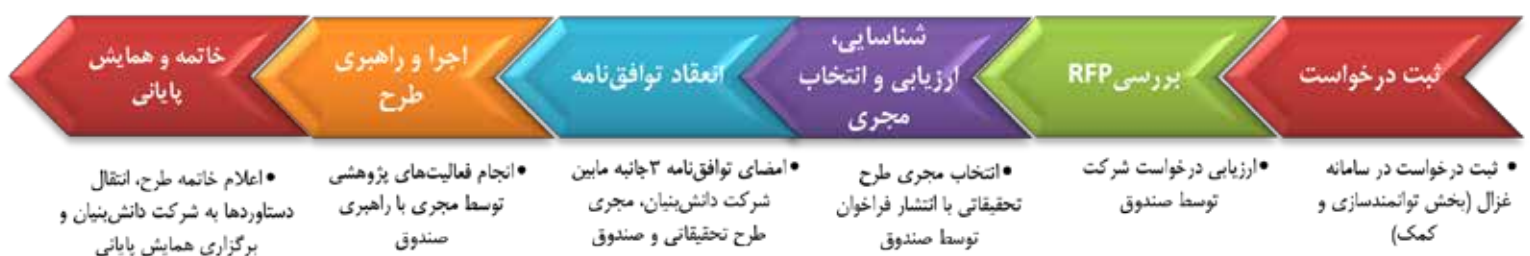 ثبت درخواست
• ثبت درخواست در سامانه
غزال (بخش توانمندسازی و
کمک)
بررسی RFP
•ارزیابی درخواست شرکت
توسط صندوق
شناسایی،
ارزیابی و انتخاب
مجری
•انتخاب مجری طرح
تحقیقاتی با انتشار فراخوان
توسط صندوق
انعقاد توافق‌نامه
•امضای توافق‌نامه ۳جانبه مابین
شرکت دانش‌بنیان، مجری
طرح تحقیقاتی و صندوق
اجرا و راهبری
طرح
•انجام فعالیت‌های پژوهشی
توسط مجری با راهبری
صندوق
خاتمه و همایش
پایانی
•اعلام خاتمه طرح، انتقال
دستاوردها به شرکت دانش‌بنیان و
برگزاری همایش پایانی